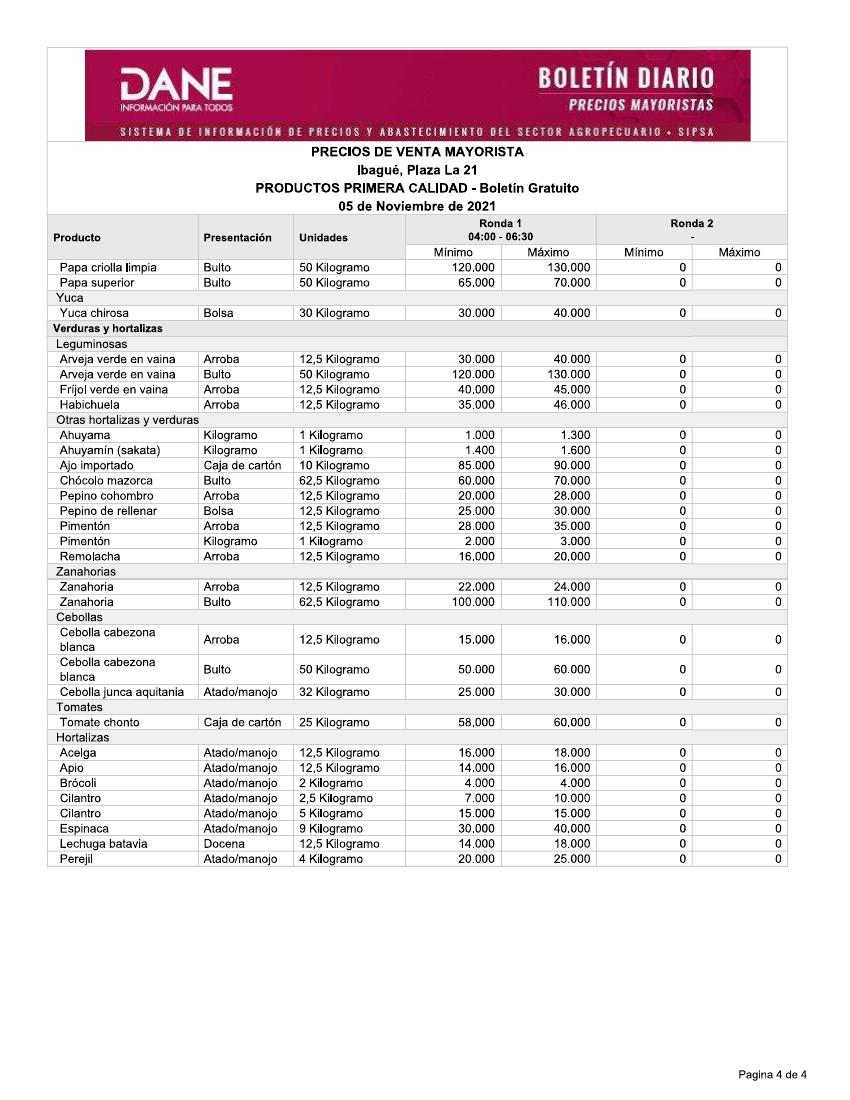 DANE
INFORMACIÓN PARA TODOS
BOLETÍN DIARIO
PRECIOS MAYORISTAS
SISTEMA DE INFORMACIÓN DE PRECIOS Y ABASTECIMIENTO DEL SECTOR AGROPECUARIO • SIPSA
PRECIOS DE VENTA MAYORISTA
Ibagué, Plaza La 21
PRODUCTOS PRIMERA CALIDAD - Boletín Gratuito
05 de Noviembre de 2021
Producto Presentación Unidades Ronda 1 Ronda 2
04:00 - 06:30 -
Mínimo Máximo Mínimo Máximo
Papa criolla limpia Bulto 50 Kilogramo 120.000 130.000 0 0
Papa superior Bulto 50 Kilogramo 65.000 70.000 0 0
Yuca
Yuca chirosa Bolsa 30 Kilogramo 30.000 40.000 0 0
Verduras y hortalizas
Leguminosas
Arveja verde en vaina Arroba 12,5 Kilogramo 30.000 40.000 0 0
Arveja verde en vaina Bulto 50 Kilogramo 120.000 130.000 0 0
Fríjol verde en vaina Arroba 12,5 Kilogramo 40.000 45.000 0 0
Habichuela Arroba 12,5 Kilogramo 35.000 46.000 0 0
Otras hortalizas y verduras
Ahuyama Kilogramo 1 Kilogramo 1.000 1.300 0 0
Ahuyamín (sakata) Kilogramo 1 Kilogramo 1.400 1.600 0 0
Ajo importado Caja de cartón 10 Kilogramo 85.000 90.000 0 0
Chócolo mazorca Bulto 62,5 Kilogramo 60.000 70.000 0 0
Pepino cohombro Arroba 12,5 Kilogramo 20.000 28.000 0 0
Pepino de rellenar Bolsa 12,5 Kilogramo 25.000 30.000 0 0
Pimentón Arroba 12,5 Kilogramo 28.000 35.000 0 0
Pimentón Kilogramo 1 Kilogramo 2.000 3.000 0 0
Remolacha Arroba 12,5 Kilogramo 16.000 20.000 0 0
Zanahorias
Zanahoria Arroba 12,5 Kilogramo 22.000 24.000 0 0
Zanahoria Bulto 62,5 Kilogramo 100.000 110.000 0 0
Cebollas
Cebolla cabezona
blanca Arroba 12,5 Kilogramo 15.000 16.000 0 0
Cebolla cabezona
blanca Bulto 50 Kilogramo 50.000 60.000 0 0
Cebolla junca aquitania Atado/manojo 32 Kilogramo 25.000 30.000 0 0
Tomates
Tomate chonto Caja de cartón 25 Kilogramo 58.000 60.000 0 0
Hortalizas
Acelga Atado/manojo 12,5 Kilogramo 16.000 18.000 0 0
Apio Atado/manojo 12,5 Kilogramo 14.000 16.000 0 0
Brócoli Atado/manojo 2 Kilogramo 4.000 4.000 0 0
Cilantro Atado/manojo 2,5 Kilogramo 7.000 10.000 0 0
Cilantro Atado/manojo 5 Kilogramo 15.000 15.000 0 0
Espinaca Atado/manojo 9 Kilogramo 30.000 40.000 0 0
Lechuga batavia Docena 12,5 Kilogramo 14.000 18.000 0 0
Perejil Atado/manojo 4 Kilogramo 20.000 25.000 0 0
Pagina 4 de 4